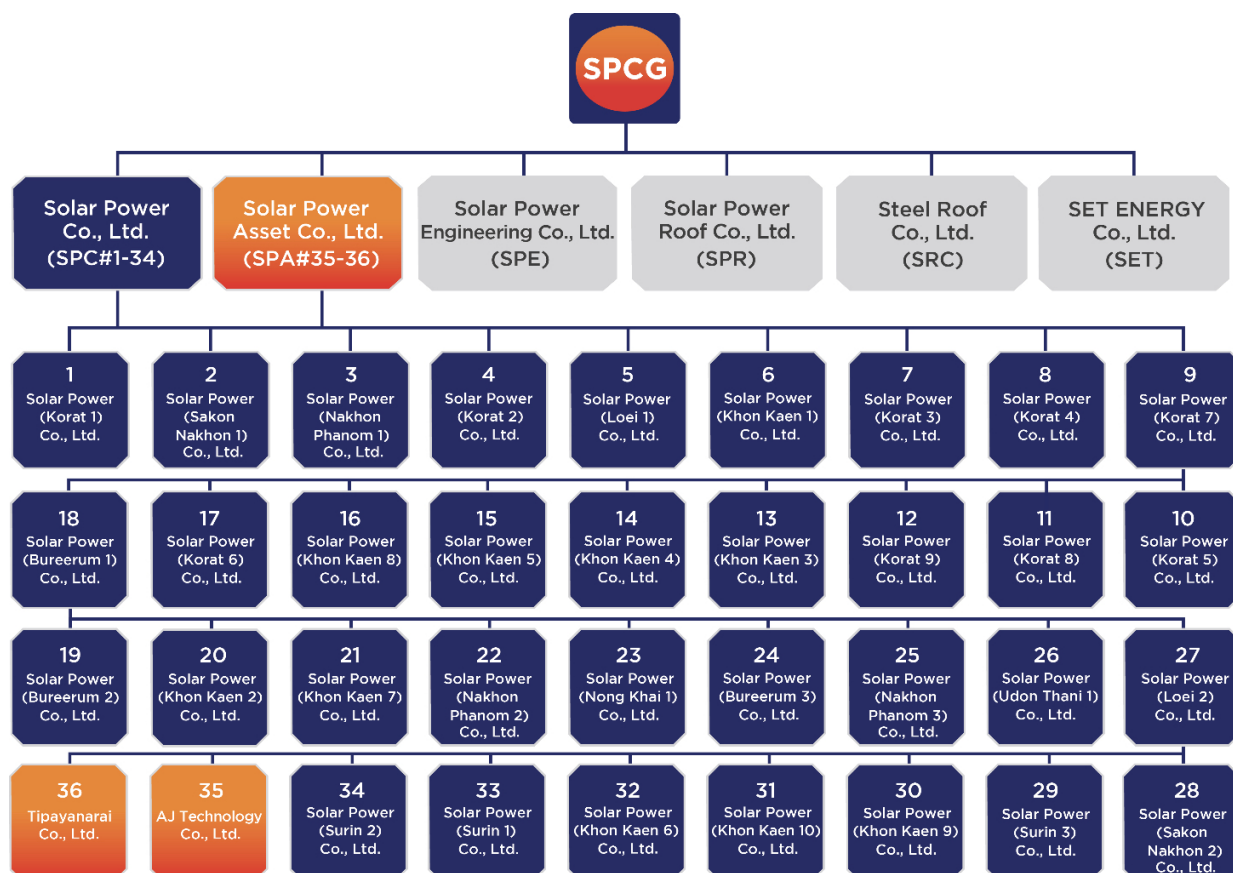 SPCG
Solar Power
Co., Ltd.
(SPC#1-34)
Solar Power
Asset Co., Ltd.
(SPA#35-36)
Solar Power
Engineering Co., Ltd.
(SPE)
Solar Power
Roof Co., Ltd.
(SPR)
Steel Roof
Co., Ltd.
(SRC)
SET ENERGY
Co., Ltd.
(SET)
1
Solar Power
(Korat 1)
Co., Ltd.
2
Solar Power
(Sakon
Nakhon 1)
Co., Ltd.
3
Solar Power
(Nakhon
Phanom 1)
Co., Ltd.
4
Solar Power
(Korat 2)
Co., Ltd.
5
Solar Power
(Loei 1)
Co., Ltd.
6
Solar Power
(Khon Kaen 1)
Co., Ltd.
7
Solar Power
(Korat 3)
Co., Ltd.
8
Solar Power
(Korat 4)
Co., Ltd.
9
Solar Power
(Korat 7)
Co., Ltd.
18
Solar Power
(Bureerum 1)
Co., Ltd.
17
Solar Power
(Korat 6)
Co., Ltd.
16
Solar Power
(Khon Kaen 8)
Co., Ltd.
15
Solar Power
(Khon Kaen 5)
Co., Ltd.
14
Solar Power
(Khon Kaen 4)
Co., Ltd.
13
Solar Power
(Khon Kaen 3)
Co., Ltd.
12
Solar Power
(Korat 9)
Co., Ltd.
11
Solar Power
(Korat 8)
Co., Ltd.
10
Solar Power
(Korat 5)
Co., Ltd.
19
Solar Power
(Bureerum 2)
Co., Ltd.
20
Solar Power
(Khon Kaen 2)
Co., Ltd.
21
Solar Power
(Khon Kaen 7)
Co., Ltd.
22
Solar Power
(Nakhon
Phanom 2)
Co., Ltd.
23
Solar Power
(Nong Khai 1)
Co., Ltd.
24
Solar Power
(Bureerum 3)
Co., Ltd.
25
Solar Power
(Nakhon
Phanom 3)
Co., Ltd.
26
Solar Power
(Udon Thani 1)
Co., Ltd.
27
Solar Power
(Loei 2)
Co., Ltd.
36
Tipayanarai
Co., Ltd.
35
AJ Technology
Co., Ltd.
34
Solar Power
(Surin 2)
Co., Ltd.
33
Solar Power
(Surin 1)
Co., Ltd.
32
Solar Power
(Khon Kaen 6)
Co., Ltd.
31
Solar Power
(Khon Kaen 10)
Co., Ltd.
30
Solar Power
(Khon Kaen 9)
Co., Ltd.
29
Solar Power
(Surin 3)
Co., Ltd.
28
Solar Power
(Sakon
Nakhon 2)
Co., Ltd.